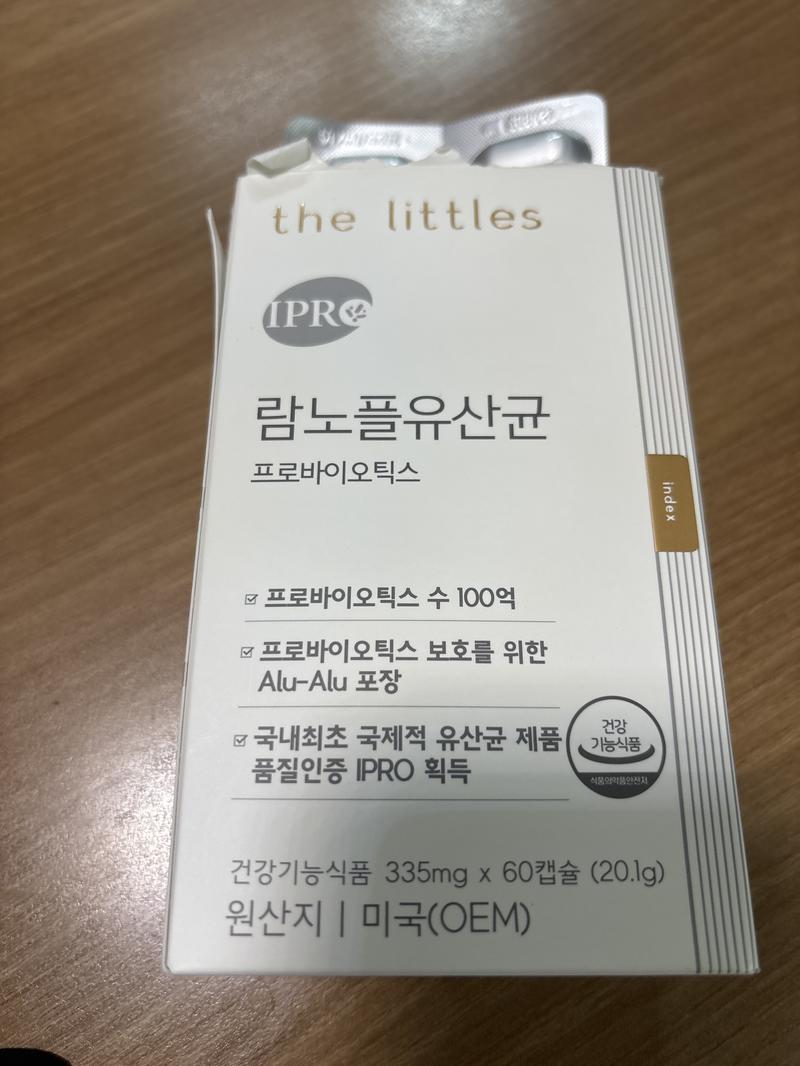 the littles
IPRO
람노플유산균
프로바이오틱스
index
프로바이오틱스 수 100억
프로바이오틱스 보호를 위한
Alu-Alu 포장
국내최초 국제적 유산균 제품
품질인증 IPRO 획득
건강
기능식품
식품의약품안전처
건강기능식품 335mg x 60캡슐 (20.1g)
원산지 | 미국(OEM)